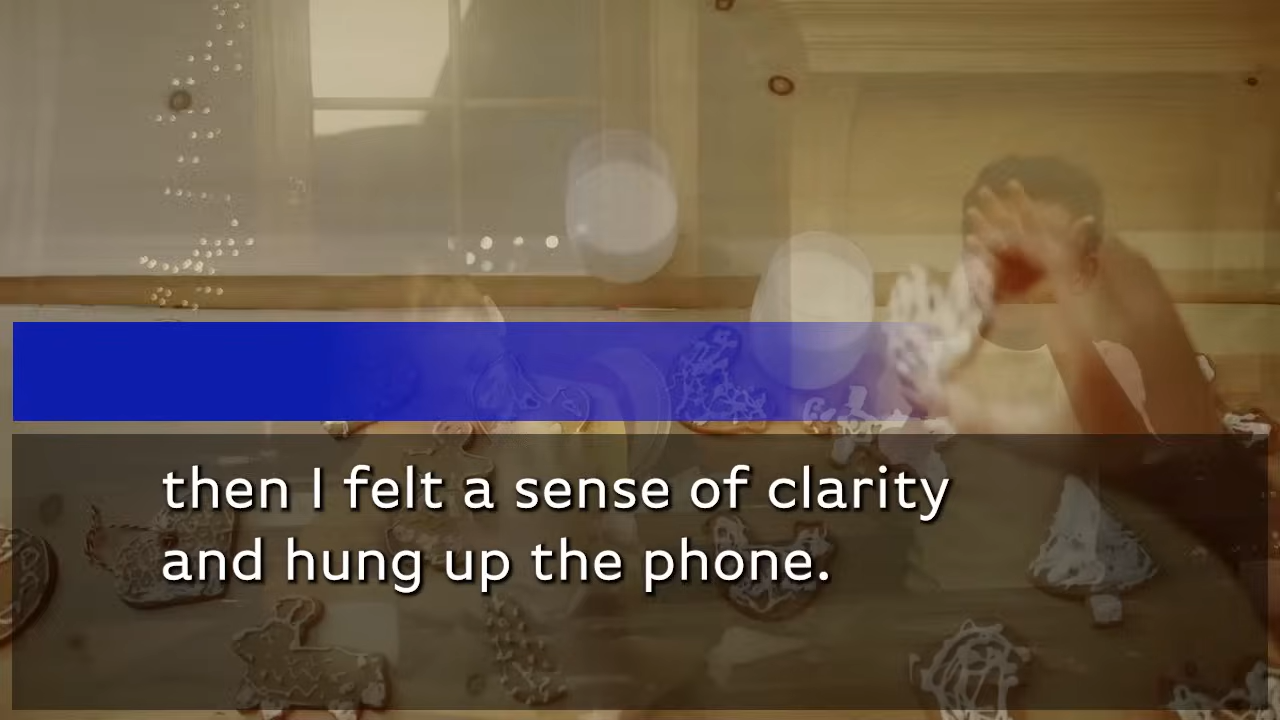 then I felt a sense of clarity
and hung up the phone.